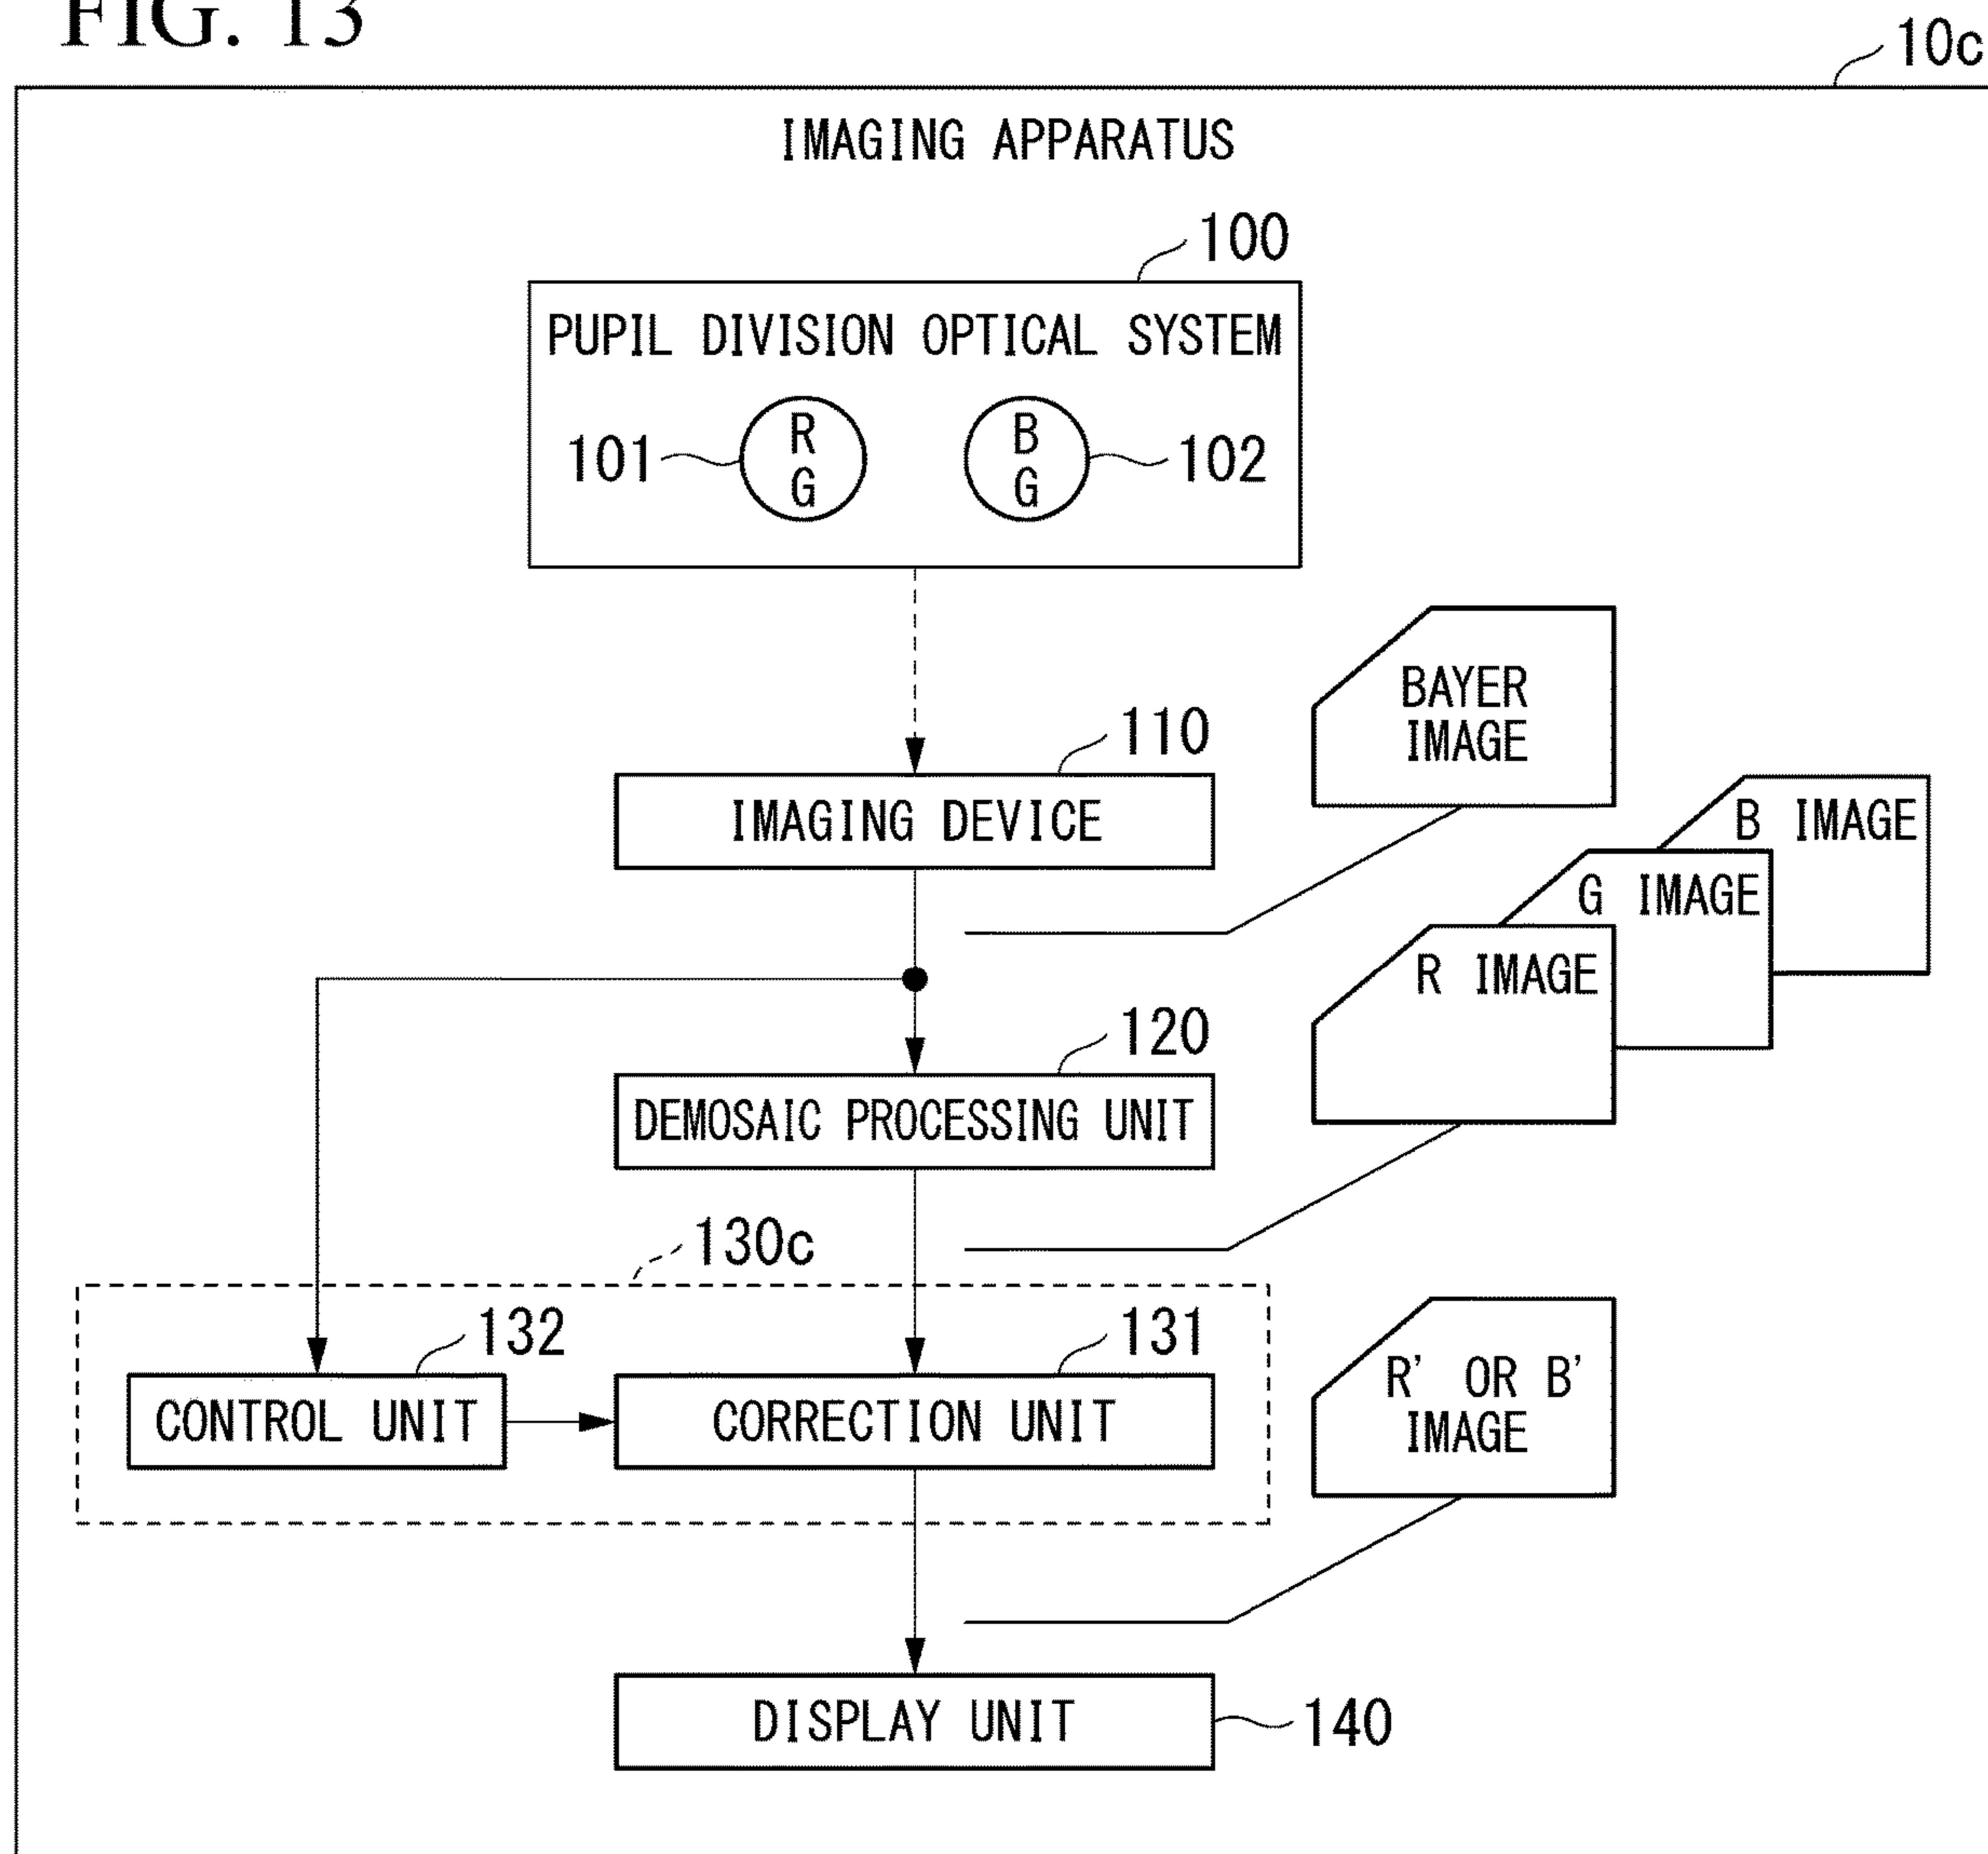 FIG. 13
10c
IMAGING APPARATUS
100
PUPIL DIVISION OPTICAL SYSTEM
101
R
G
B
G
102
110
IMAGING DEVICE
BAYER
IMAGE
B IMAGE
G IMAGE
R IMAGE
120
DEMOSAIC PROCESSING UNIT
130c
132
CONTROL UNIT
131
CORRECTION UNIT
R' OR B'
IMAGE
DISPLAY UNIT
140